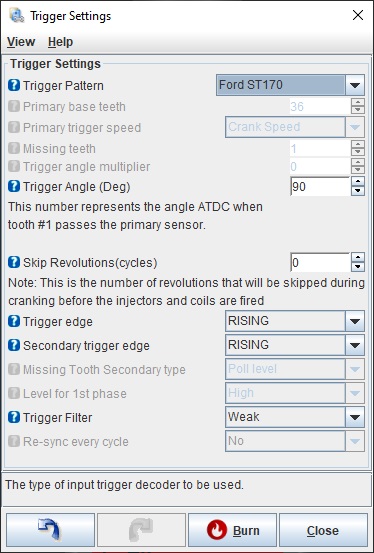 Trigger Settings
View Help
Trigger Settings
Trigger Pattern Ford ST170
Primary base teeth 36
Primary trigger speed Crank Speed
Missing teeth 1
Trigger angle multiplier 0
Trigger Angle (Deg) 90
This number represents the angle ATDC when
tooth #1 passes the primary sensor.
Skip Revolutions(cycles) 0
Note: This is the number of revolutions that will be skipped during
cranking before the injectors and coils are fired
Trigger edge RISING
Secondary trigger edge RISING
Missing Tooth Secondary type Poll level
Level for 1st phase High
Trigger Filter Weak
Re-sync every cycle No
The type of input trigger decoder to be used.
Burn Close